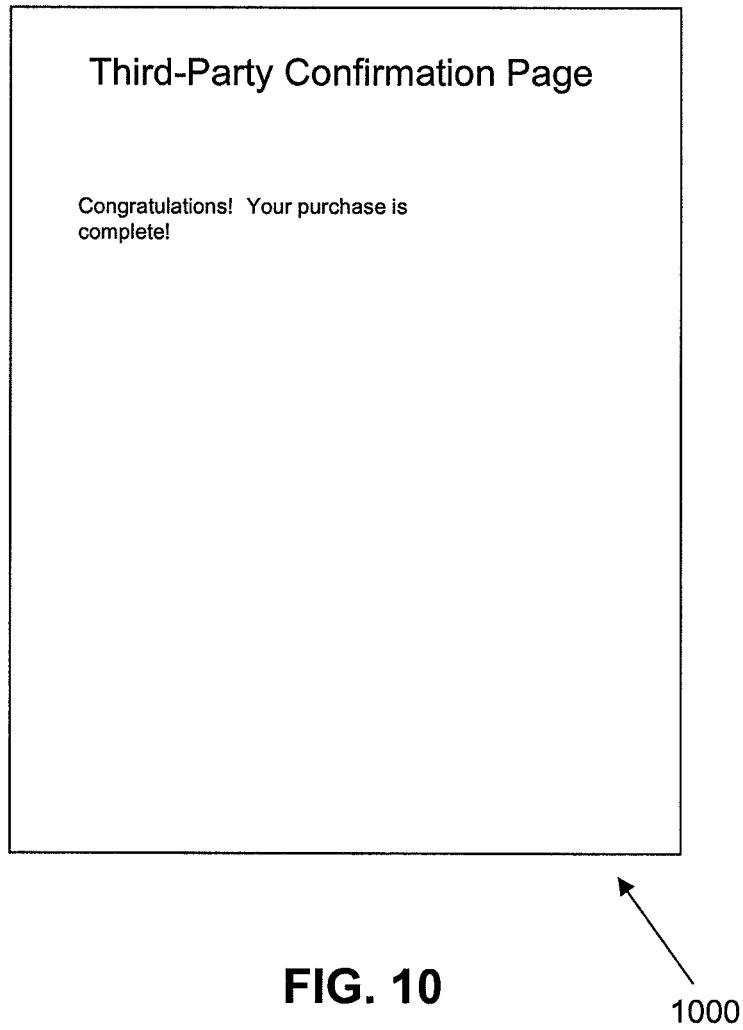 Third-Party Confirmation Page
Congratulations!  Your purchase is
complete!
FIG. 10
1000